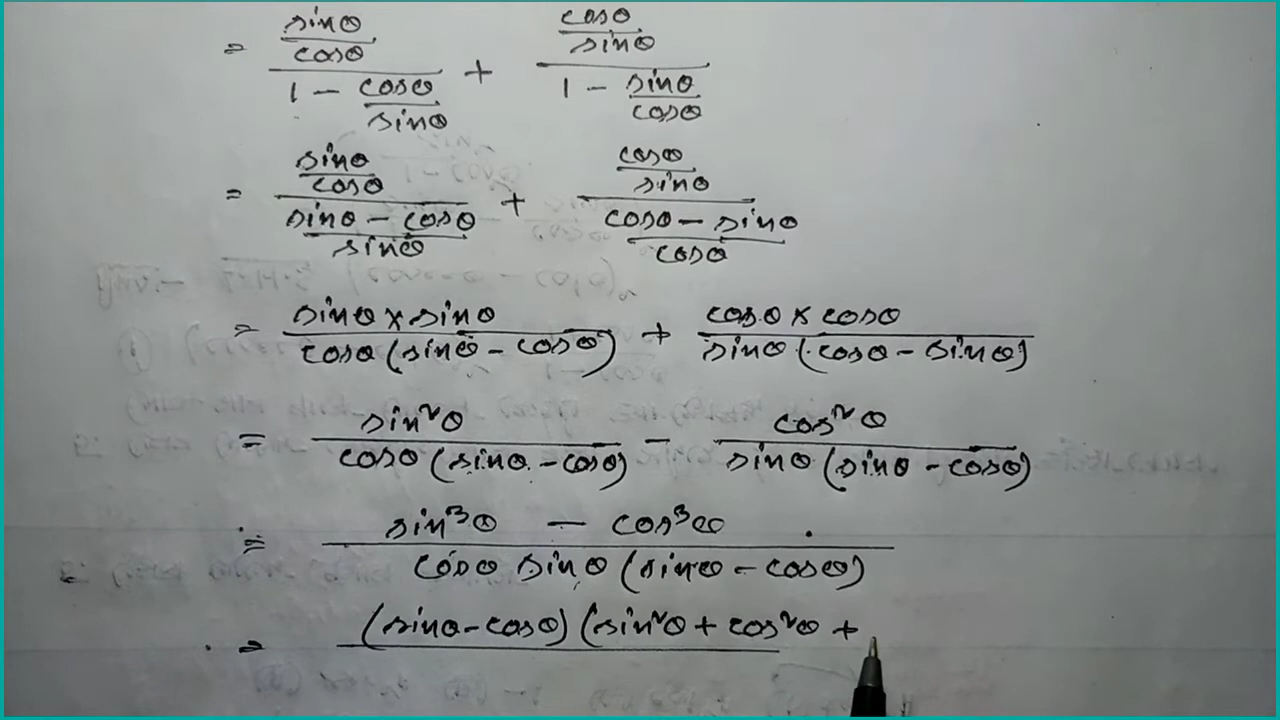 = (sinθ/cosθ)/(1 - cosθ/sinθ) + (cosθ/sinθ)/(1 - sinθ/cosθ)
= (sinθ/cosθ)/((sinθ - cosθ)/sinθ) + (cosθ/sinθ)/((cosθ - sinθ)/cosθ)
= (sinθ × sinθ)/(cosθ (sinθ - cosθ)) + (cosθ × cosθ)/(sinθ (cosθ - sinθ))
= sin²θ/(cosθ (sinθ - cosθ)) - cos²θ/(sinθ (sinθ - cosθ))
= (sin³θ - cos³θ)/(cosθ sinθ (sinθ - cosθ))
= (sinθ - cosθ) (sin²θ + cos²θ +